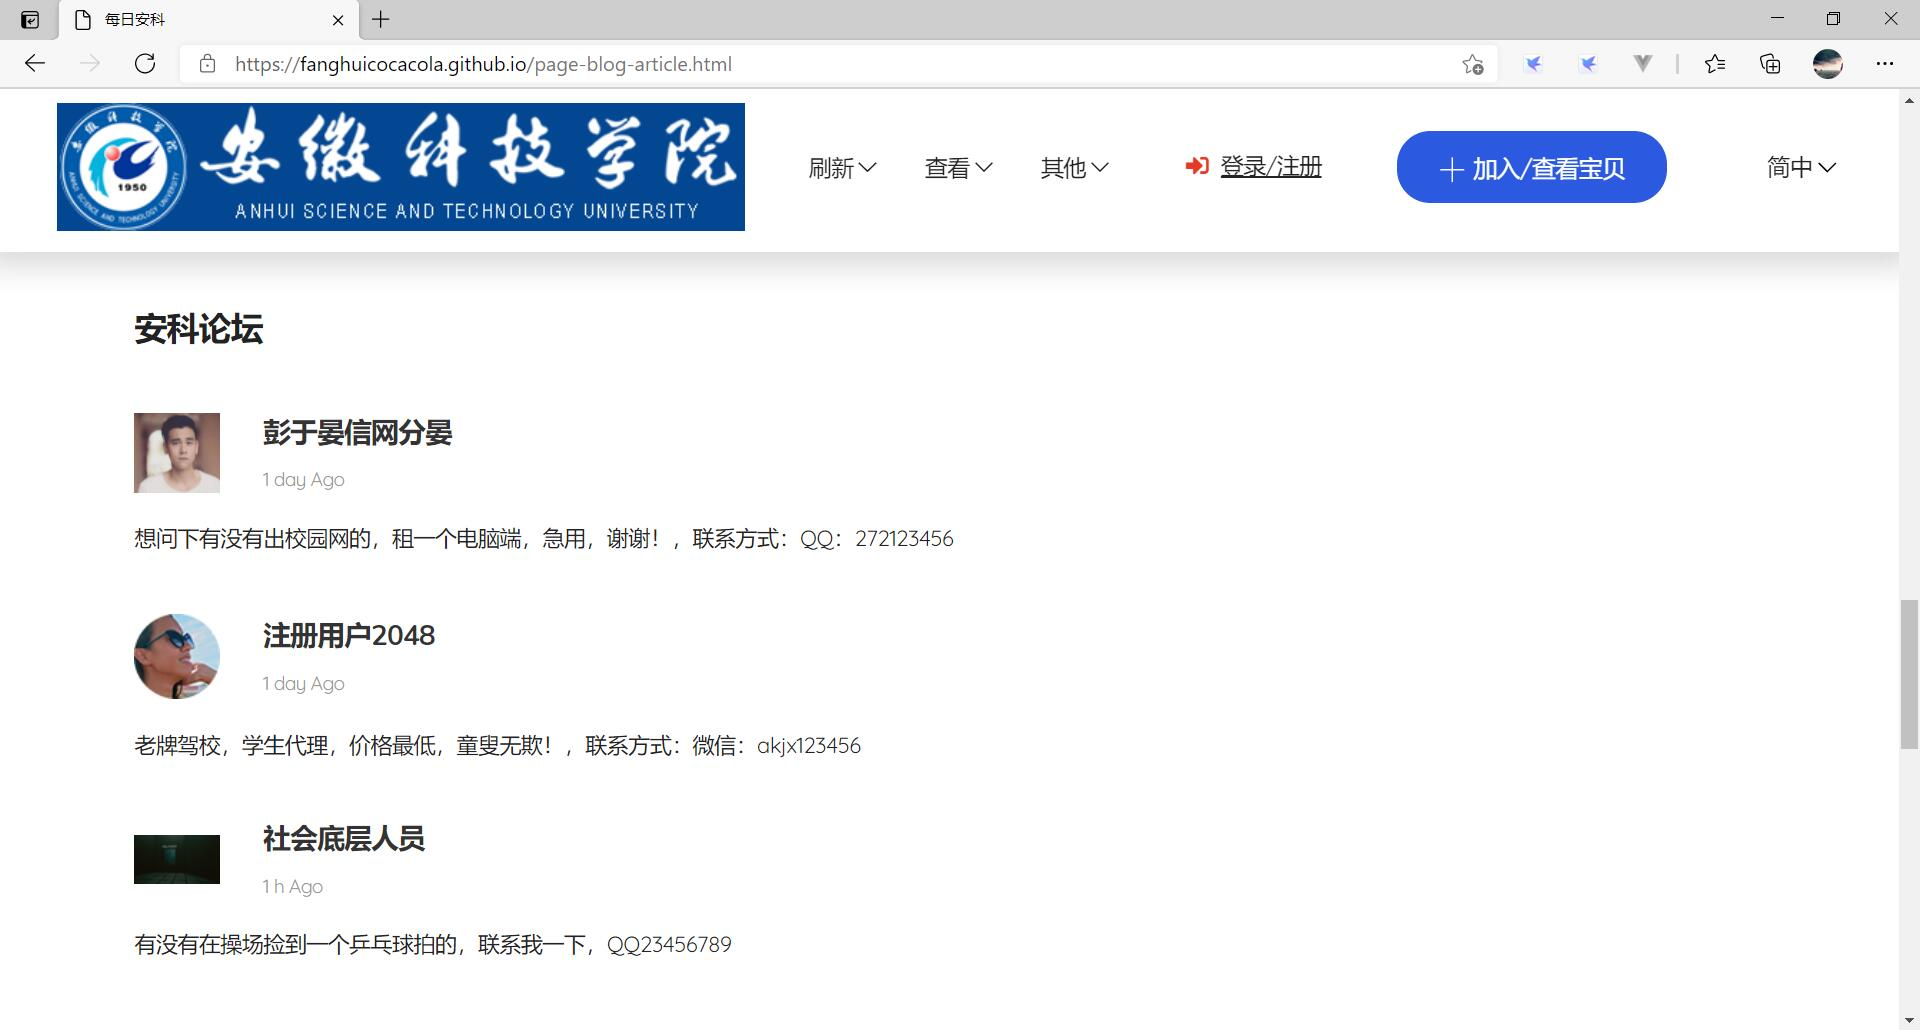 每日安科
https://fanghuicocacola.github.io/page-blog-article.html
安徽科技学院
1950
ANHUI SCIENCE AND TECHNOLOGY UNIVERSITY
刷新 查看 其他 登录/注册 加入/查看宝贝 简中
安科论坛
彭于晏信网分晏
1 day Ago
想问下有没有出校园网的，租一个电脑端，急用，谢谢！，联系方式：QQ：272123456
注册用户2048
1 day Ago
老牌驾校，学生代理，价格最低，童叟无欺！，联系方式：微信：akjx123456
社会底层人员
1 h Ago
有没有在操场捡到一个乒乓球拍的，联系我一下，QQ23456789